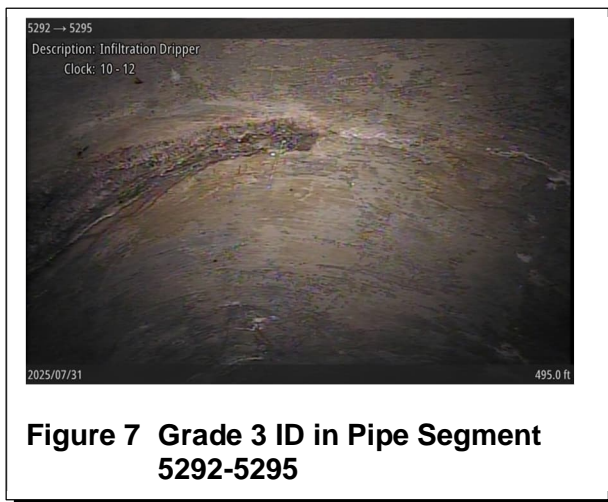 5292 → 5295
Description: Infiltration Dripper
Clock: 10 - 12
2025/07/31
495.0 ft
Figure 7 Grade 3 ID in Pipe Segment
5292-5295